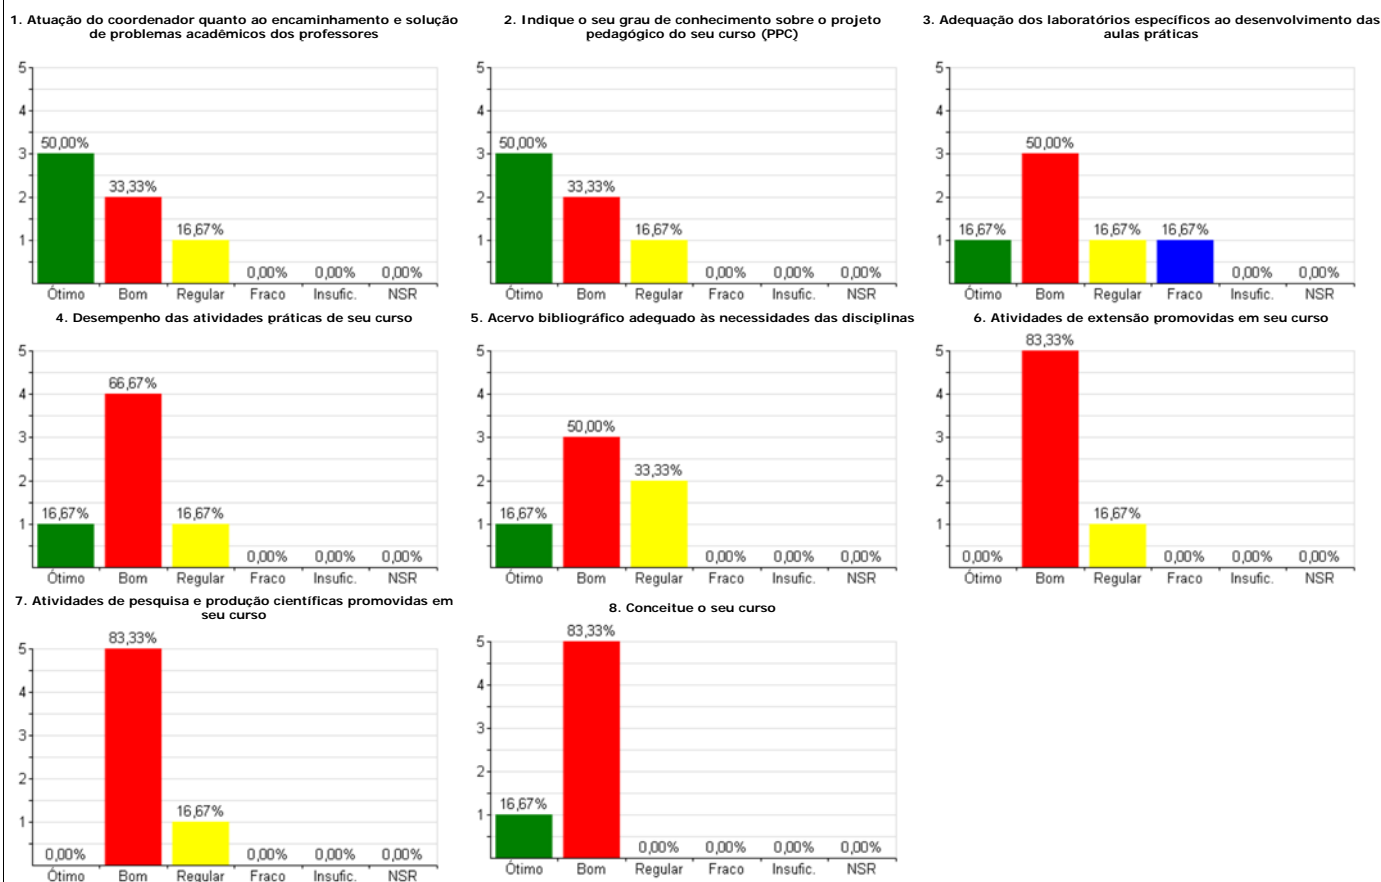 1. Atuação do coordenador quanto ao encaminhamento e solução
de problemas acadêmicos dos professores
5
4
3
2
1
50,00%
33,33%
16,67%
0,00%
0,00%
0,00%
Ótimo
Bom
Regular
Fraco
Insufic.
NSR
2. Indique o seu grau de conhecimento sobre o projeto
pedagógico do seu curso (PPC)
5
4
3
2
1
50,00%
33,33%
16,67%
0,00%
0,00%
0,00%
Ótimo
Bom
Regular
Fraco
Insufic.
NSR
3. Adequação dos laboratórios específicos ao desenvolvimento das
aulas práticas
5
4
3
2
1
16,67%
50,00%
16,67%
16,67%
0,00%
0,00%
Ótimo
Bom
Regular
Fraco
Insufic.
NSR
4. Desempenho das atividades práticas de seu curso
5
4
3
2
1
16,67%
66,67%
16,67%
0,00%
0,00%
0,00%
Ótimo
Bom
Regular
Fraco
Insufic.
NSR
5. Acervo bibliográfico adequado às necessidades das disciplinas
5
4
3
2
1
16,67%
50,00%
33,33%
0,00%
0,00%
0,00%
Ótimo
Bom
Regular
Fraco
Insufic.
NSR
6. Atividades de extensão promovidas em seu curso
5
4
3
2
1
0,00%
83,33%
16,67%
0,00%
0,00%
0,00%
Ótimo
Bom
Regular
Fraco
Insufic.
NSR
7. Atividades de pesquisa e produção científicas promovidas em
seu curso
5
4
3
2
1
0,00%
83,33%
16,67%
0,00%
0,00%
0,00%
Ótimo
Bom
Regular
Fraco
Insufic.
NSR
8. Conceitue o seu curso
5
4
3
2
1
16,67%
83,33%
0,00%
0,00%
0,00%
0,00%
Ótimo
Bom
Regular
Fraco
Insufic.
NSR